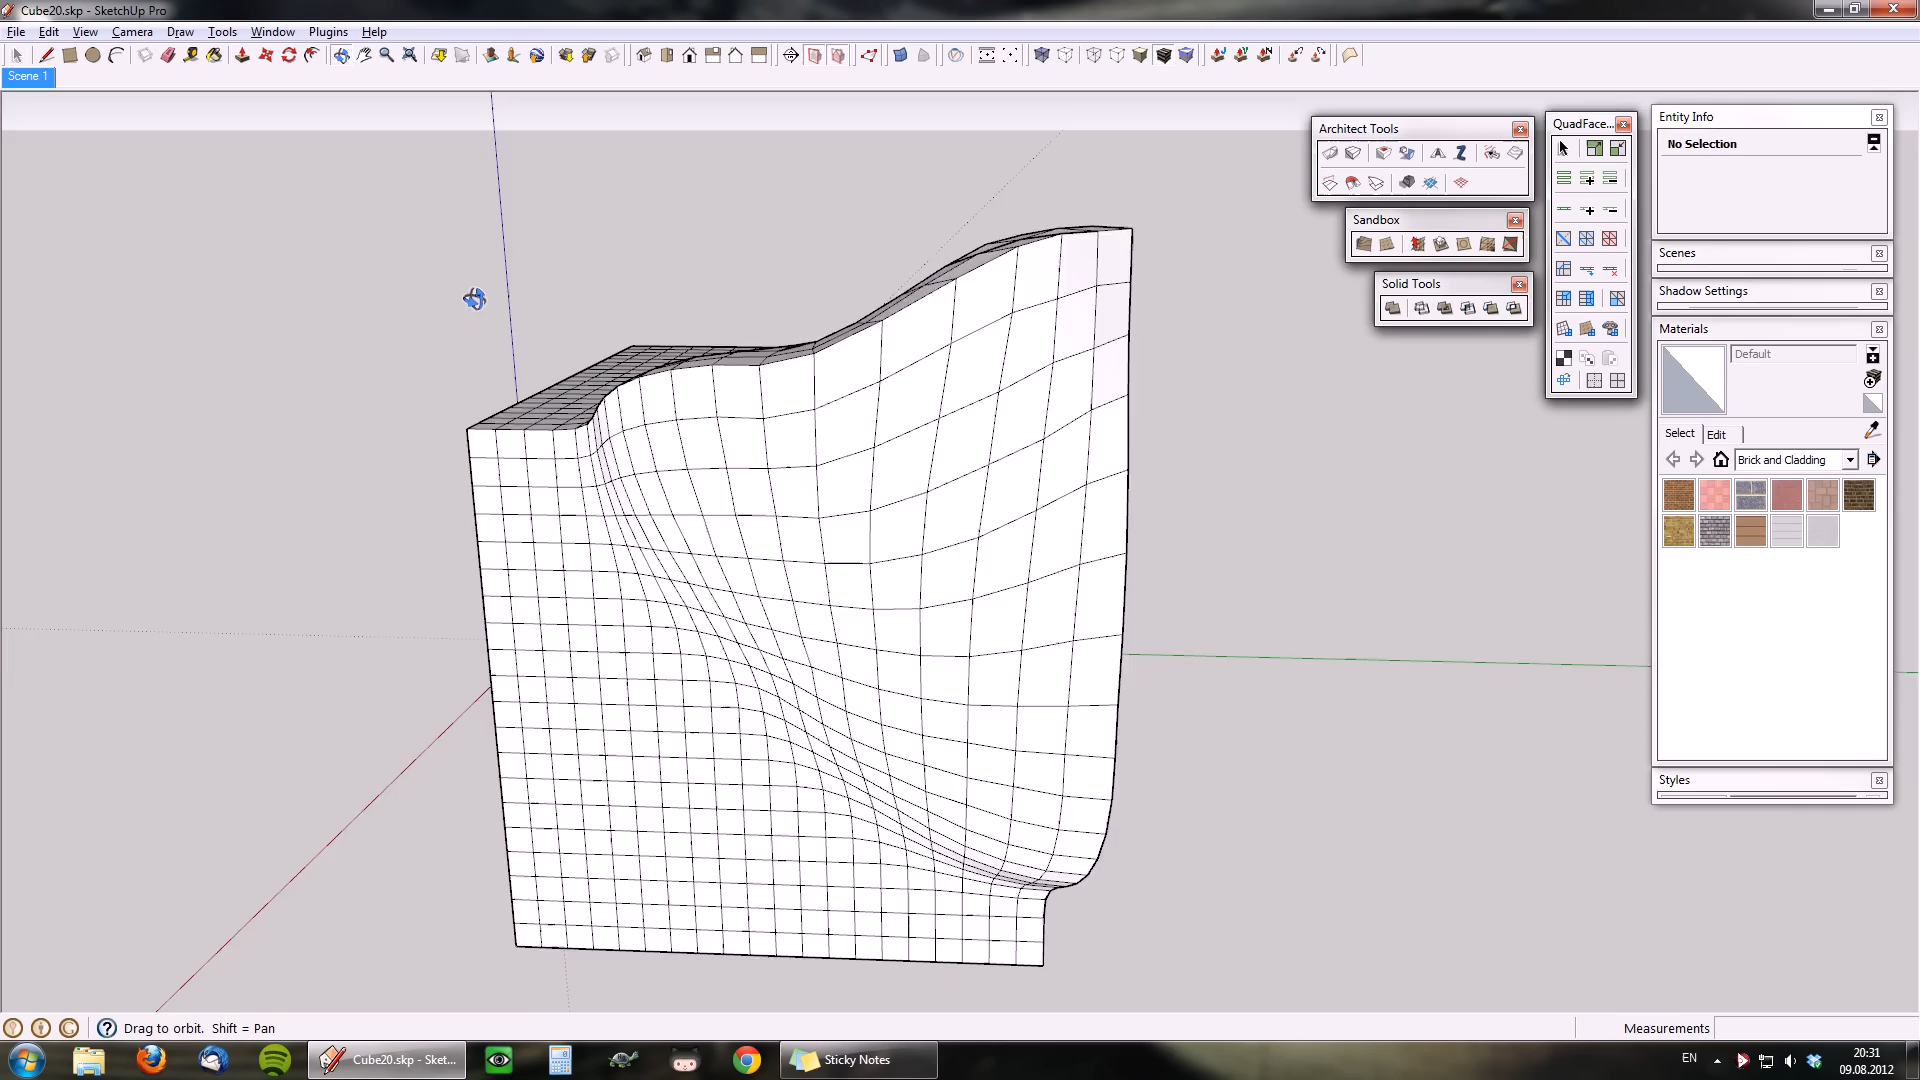 Cube20.skp - SketchUp Pro
File Edit View Camera Draw Tools Window Plugins Help
Scene 1
Architect Tools
Sandbox
Solid Tools
QuadFace...
Entity Info
No Selection
Scenes
Shadow Settings
Materials
Default
Select Edit
Brick and Cladding
Styles
Drag to orbit. Shift = Pan
Measurements
Cube20.skp - Sket...
Sticky Notes
EN
20:31
09.08.2012